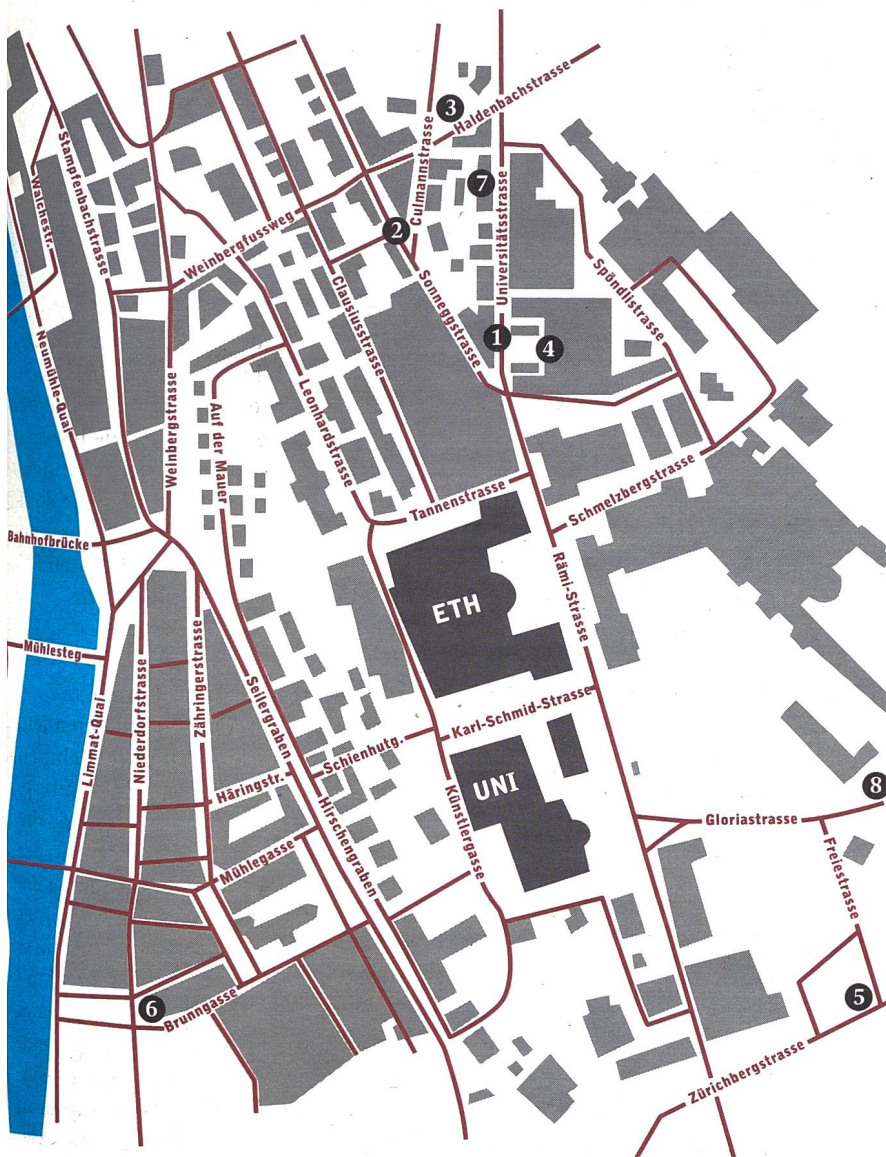 3
Haldenbachstrasse
Stampfenbachstrasse
Walchestr.
Culmannstrasse
7
2
Weinbergfussweg
Universitätsstrasse
Spöndlistrasse
Clausiusstrasse
Sonneggstrasse
1
4
Neumühle-Quai
Weinbergstrasse
Leonhardstrasse
Auf der Mauer
Tannenstrasse
Schmelzbergstrasse
Bahnhofbrücke
Rämi-Strasse
ETH
Mühlesteg
Niederdorfstrasse
Zähringerstrasse
Seilergraben
Limmat-Quai
Karl-Schmid-Strasse
Schienhutg.
Häringstr.
UNI
8
Gloriastrasse
Künstlergasse
Hirschengraben
Mühlegasse
Freiestrasse
6
5
Brunngasse
Zürichbergstrasse